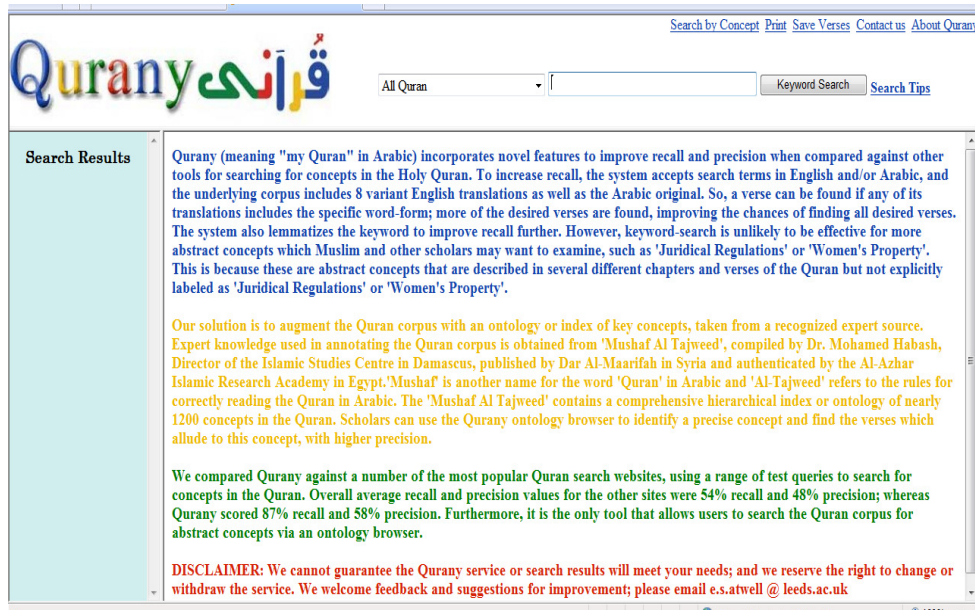 Search by Concept Print Save Verses Contact us About Qurany
Qurany قُرآنى
All Quran
Keyword Search
Search Tips
Search Results
Qurany (meaning "my Quran" in Arabic) incorporates novel features to improve recall and precision when compared against other
tools for searching for concepts in the Holy Quran. To increase recall, the system accepts search terms in English and/or Arabic, and
the underlying corpus includes 8 variant English translations as well as the Arabic original. So, a verse can be found if any of its
translations includes the specific word-form; more of the desired verses are found, improving the chances of finding all desired verses.
The system also lemmatizes the keyword to improve recall further. However, keyword-search is unlikely to be effective for more
abstract concepts which Muslim and other scholars may want to examine, such as 'Juridical Regulations' or 'Women's Property'.
This is because these are abstract concepts that are described in several different chapters and verses of the Quran but not explicitly
labeled as 'Juridical Regulations' or 'Women's Property'.
Our solution is to augment the Quran corpus with an ontology or index of key concepts, taken from a recognized expert source.
Expert knowledge used in annotating the Quran corpus is obtained from 'Mushaf Al Tajweed', compiled by Dr. Mohamed Habash,
Director of the Islamic Studies Centre in Damascus, published by Dar Al-Maarifah in Syria and authenticated by the Al-Azhar
Islamic Research Academy in Egypt.'Mushaf' is another name for the word 'Quran' in Arabic and 'Al-Tajweed' refers to the rules for
correctly reading the Quran in Arabic. The 'Mushaf Al Tajweed' contains a comprehensive hierarchical index or ontology of nearly
1200 concepts in the Quran. Scholars can use the Qurany ontology browser to identify a precise concept and find the verses which
allude to this concept, with higher precision.
We compared Qurany against a number of the most popular Quran search websites, using a range of test queries to search for
concepts in the Quran. Overall average recall and precision values for the other sites were 54% recall and 48% precision; whereas
Qurany scored 87% recall and 58% precision. Furthermore, it is the only tool that allows users to search the Quran corpus for
abstract concepts via an ontology browser.
DISCLAIMER: We cannot guarantee the Qurany service or search results will meet your needs; and we reserve the right to change or
withdraw the service. We welcome feedback and suggestions for improvement; please email e.s.atwell @ leeds.ac.uk